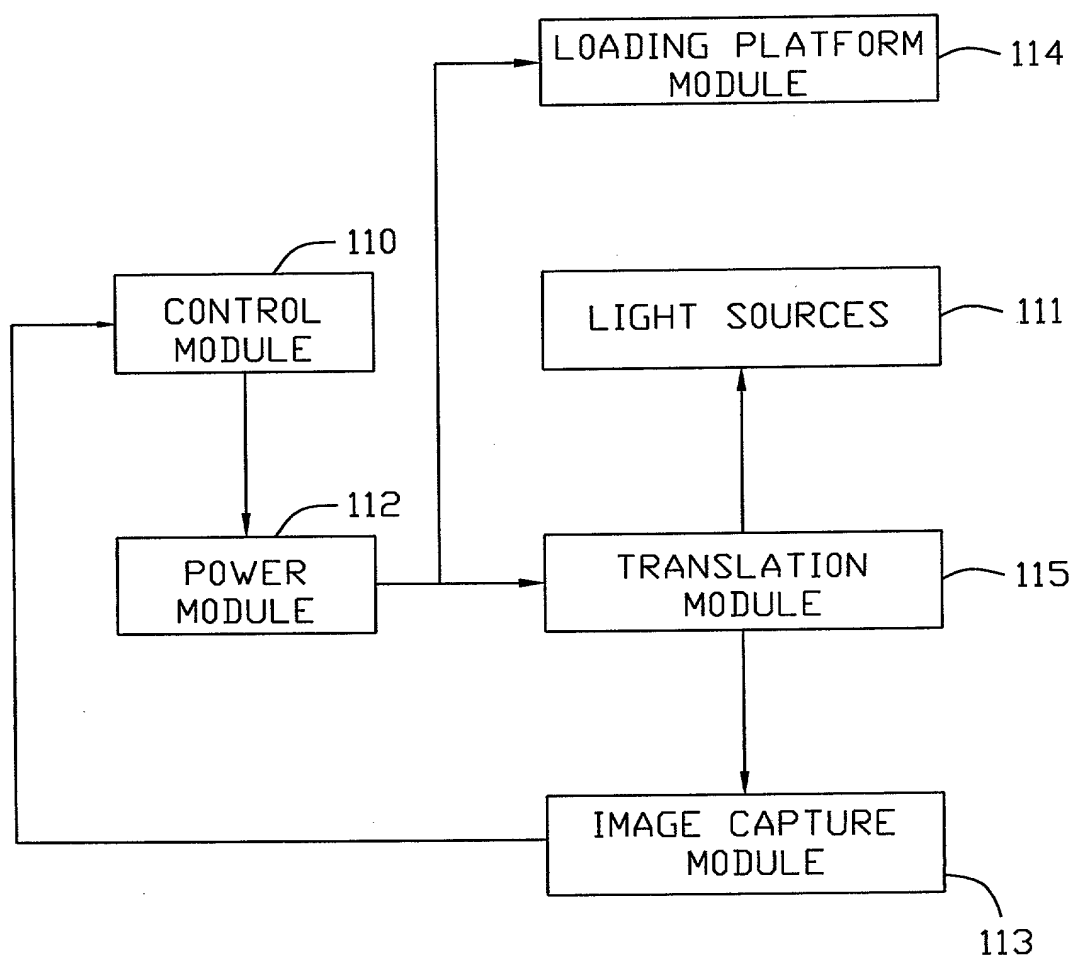 LOADING PLATFORM
MODULE
114
110
CONTROL
MODULE
LIGHT SOURCES
111
112
POWER
MODULE
TRANSLATION
MODULE
115
IMAGE CAPTURE
MODULE
113